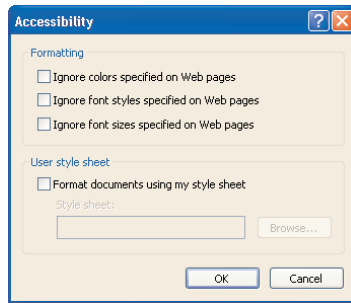 Accessibility
Formatting
Ignore colors specified on Web pages
Ignore font styles specified on Web pages
Ignore font sizes specified on Web pages
User style sheet
Format documents using my style sheet
Style sheet:
Browse...
OK Cancel